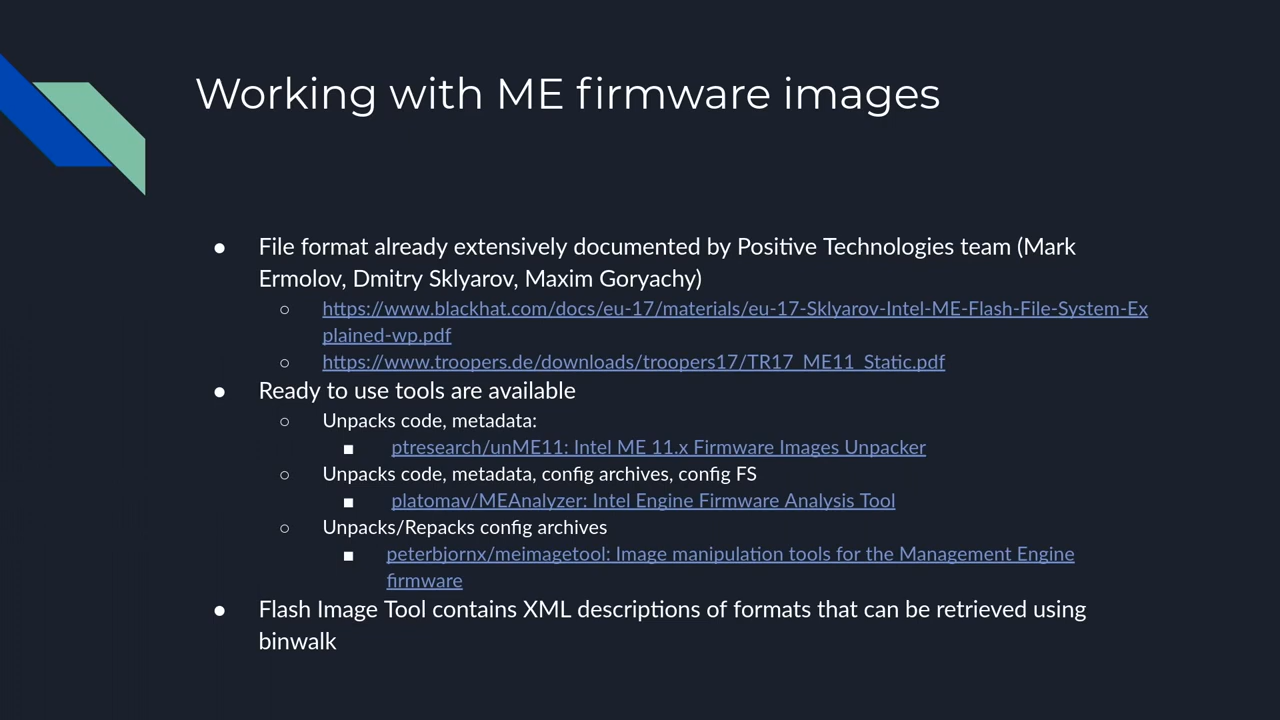 Working with ME firmware images
● File format already extensively documented by Positive Technologies team (Mark
Ermolov, Dmitry Sklyarov, Maxim Goryachy)
○ https://www.blackhat.com/docs/eu-17/materials/eu-17-Sklyarov-Intel-ME-Flash-File-System-Ex
plained-wp.pdf
○ https://www.troopers.de/downloads/troopers17/TR17_ME11_Static.pdf
● Ready to use tools are available
○ Unpacks code, metadata:
■ ptresearch/unME11: Intel ME 11.x Firmware Images Unpacker
○ Unpacks code, metadata, config archives, config FS
■ platomav/MEAnalyzer: Intel Engine Firmware Analysis Tool
○ Unpacks/Repacks config archives
■ peterbjornx/meimagetool: Image manipulation tools for the Management Engine
firmware
● Flash Image Tool contains XML descriptions of formats that can be retrieved using
binwalk